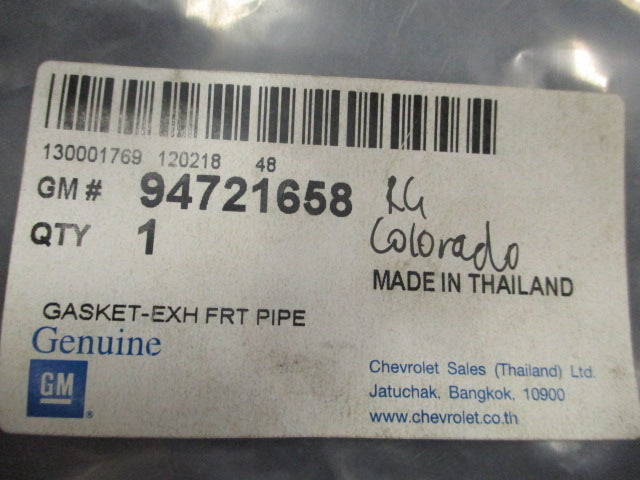 130001769 120218 48
GM # 94721658
RG
Colorado
QTY 1
MADE IN THAILAND
GASKET-EXH FRT PIPE
Genuine
GM
®
Chevrolet Sales (Thailand) Ltd.
Jatuchak, Bangkok, 10900
www.chevrolet.co.th